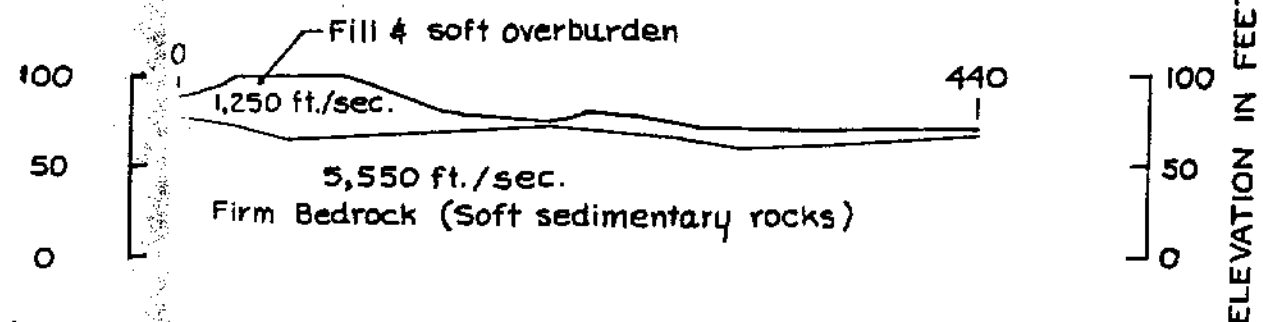 Fill & soft overburden
0
100
440
100
1,250 ft./sec.
50
50
5,550 ft./sec.
Firm Bedrock (Soft sedimentary rocks)
0
0
ELEVATION IN FEET